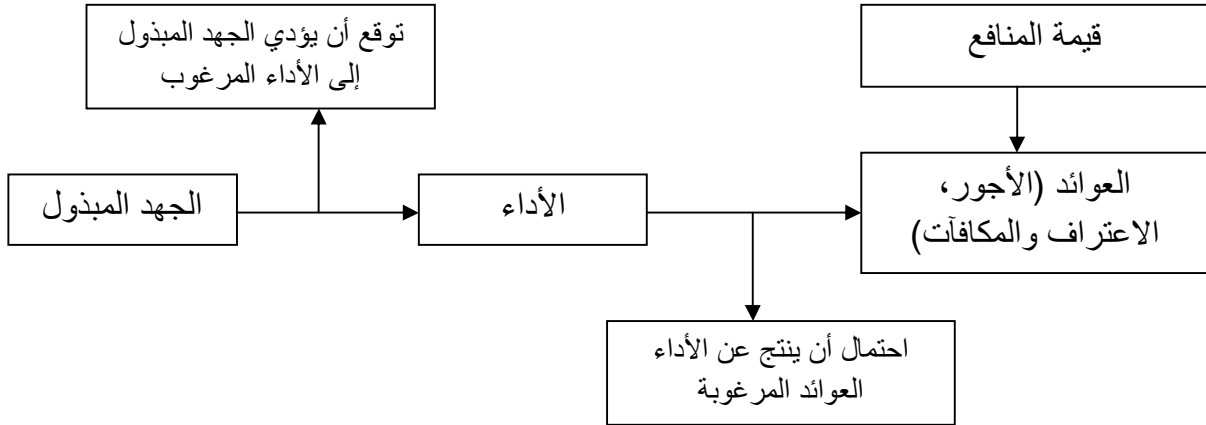 توقع أن يؤدي الجهد المبذول
إلى الأداء المرغوب
قيمة المنافع
الجهد المبذول
الأداء
العوائد (الأجور،
الاعتراف والمكافآت)
احتمال أن ينتج عن الأداء
العوائد المرغوبة